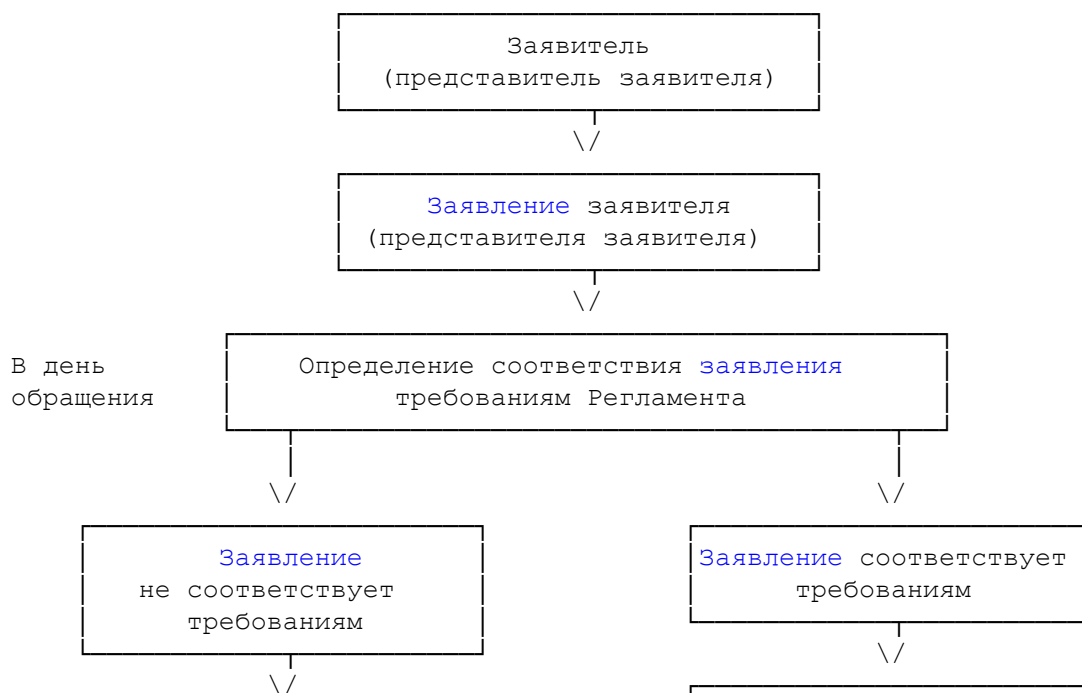 Заявитель
(представитель заявителя)
Заявление заявителя
(представителя заявителя)
В день
обращения
Определение соответствия заявления
требованиям Регламента
Заявление
не соответствует
требованиям
Заявление соответствует
требованиям